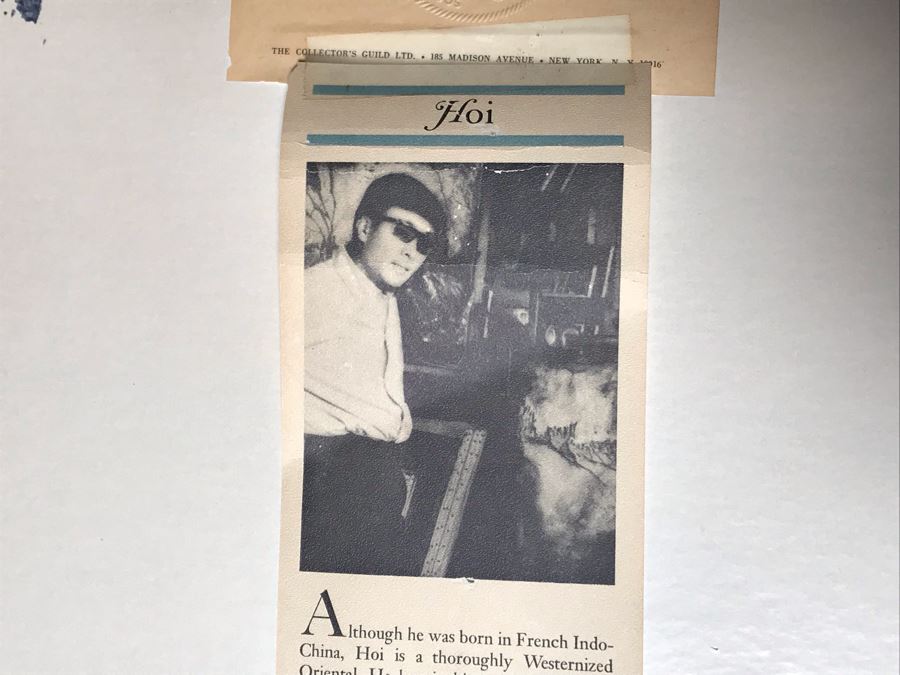 THE COLLECTOR'S GUILD LTD. • 185 MADISON AVENUE • NEW YORK, N. Y.
Hoi
Although he was born in French Indo-
China, Hoi is a thoroughly Westernized
Oriental.